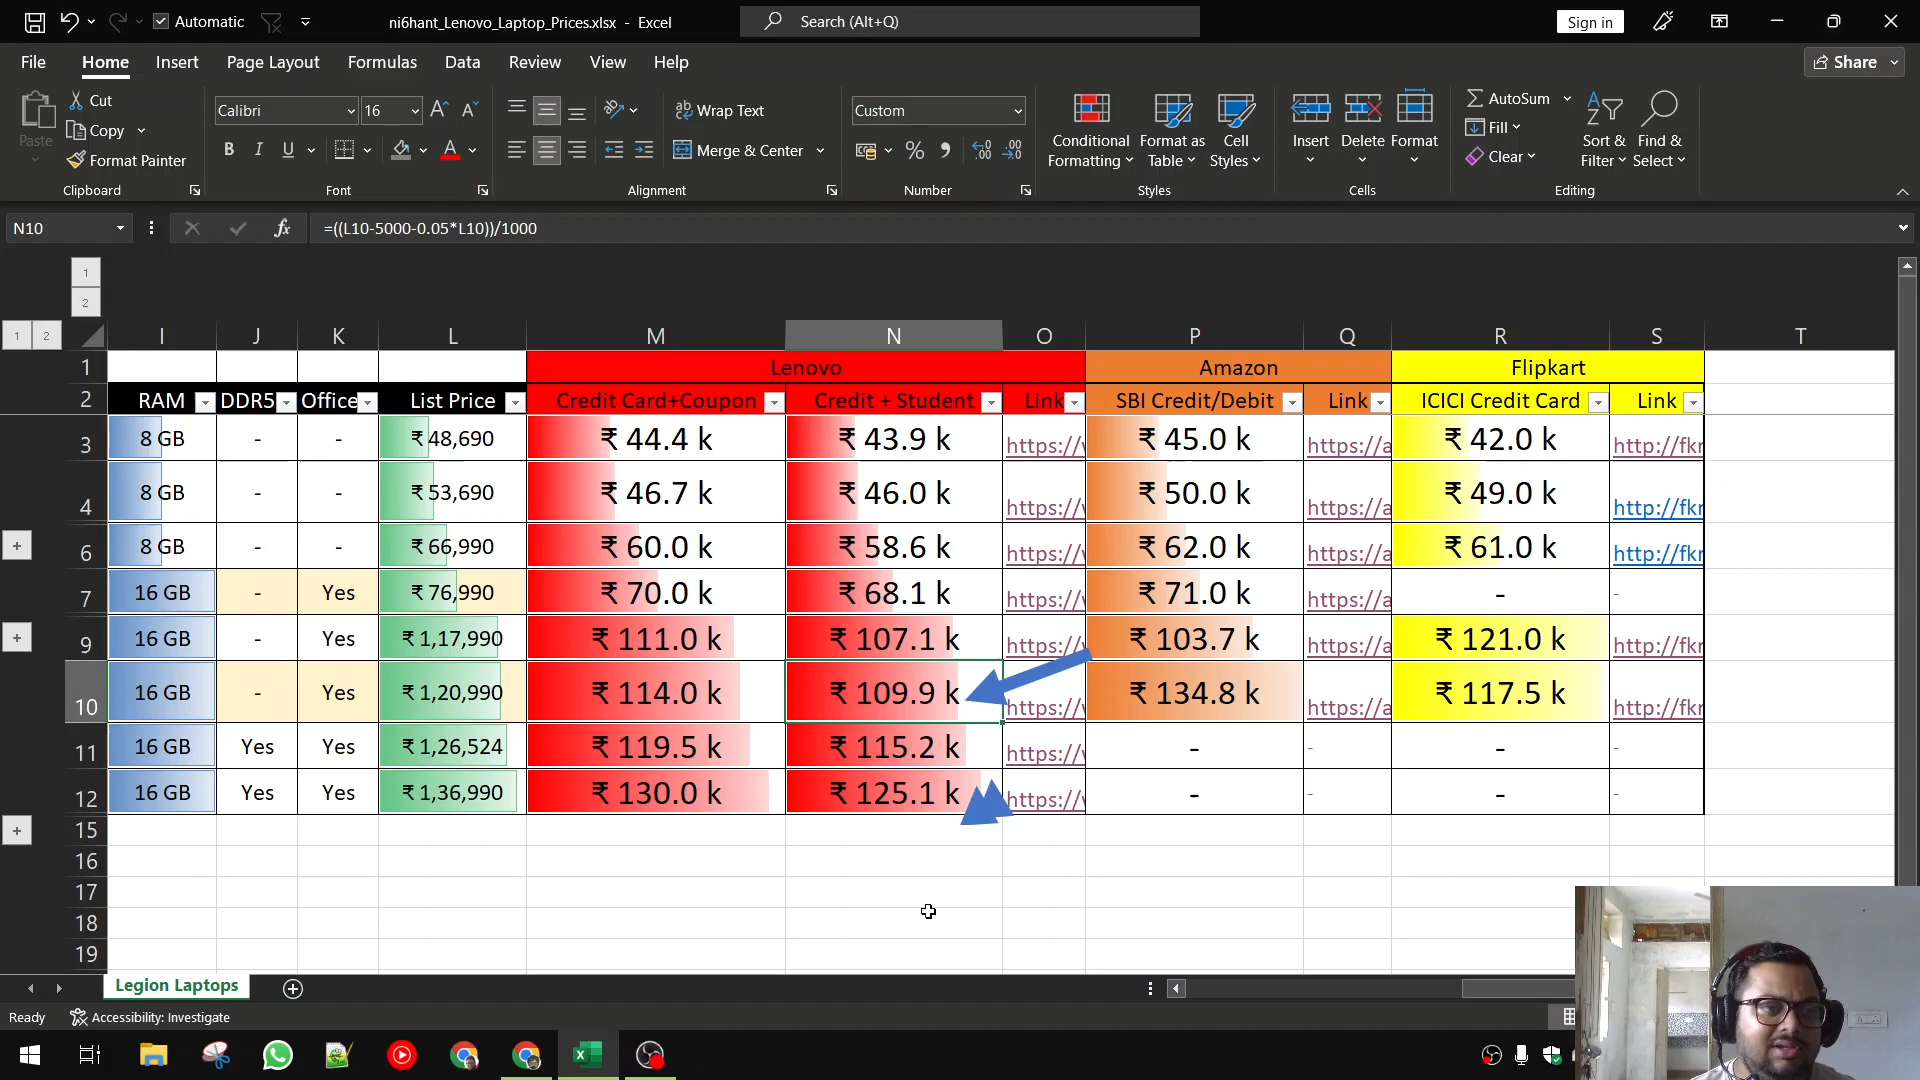 Automatic
ni6hant_Lenovo_Laptop_Prices.xlsx - Excel
Search (Alt+Q)
Sign in
File Home Insert Page Layout Formulas Data Review View Help
Share
Paste
Cut
Copy
Format Painter
Clipboard
Calibri 16
B I U
Font
Wrap Text
Merge & Center
Alignment
Custom
% ,
Number
Conditional Formatting
Format as Table
Cell Styles
Styles
Insert Delete Format
Cells
AutoSum
Fill
Clear
Sort & Filter
Find & Select
Editing
N10 fx =((L10-5000-0.05*L10))/1000
1
2
1 2
I J K L M N O P Q R S T
1 Lenovo Amazon Flipkart
2 RAM DDR5 Office List Price Credit Card+Coupon Credit + Student Link SBI Credit/Debit Link ICICI Credit Card Link
3 8 GB - - ₹ 48,690 ₹ 44.4 k ₹ 43.9 k https:// ₹ 45.0 k https://a ₹ 42.0 k http://fkr
4 8 GB - - ₹ 53,690 ₹ 46.7 k ₹ 46.0 k https:// ₹ 50.0 k https://a ₹ 49.0 k http://fkr
6 8 GB - - ₹ 66,990 ₹ 60.0 k ₹ 58.6 k https:// ₹ 62.0 k https://a ₹ 61.0 k http://fkr
7 16 GB - Yes ₹ 76,990 ₹ 70.0 k ₹ 68.1 k https:// ₹ 71.0 k https://a - -
9 16 GB - Yes ₹ 1,17,990 ₹ 111.0 k ₹ 107.1 k https:// ₹ 103.7 k https://a ₹ 121.0 k http://fkr
10 16 GB - Yes ₹ 1,20,990 ₹ 114.0 k ₹ 109.9 k https:// ₹ 134.8 k https://a ₹ 117.5 k http://fkr
11 16 GB Yes Yes ₹ 1,26,524 ₹ 119.5 k ₹ 115.2 k https:// - - - -
12 16 GB Yes Yes ₹ 1,36,990 ₹ 130.0 k ₹ 125.1 k https:// - - - -
15
16
17
18
19
Legion Laptops
Ready Accessibility: Investigate